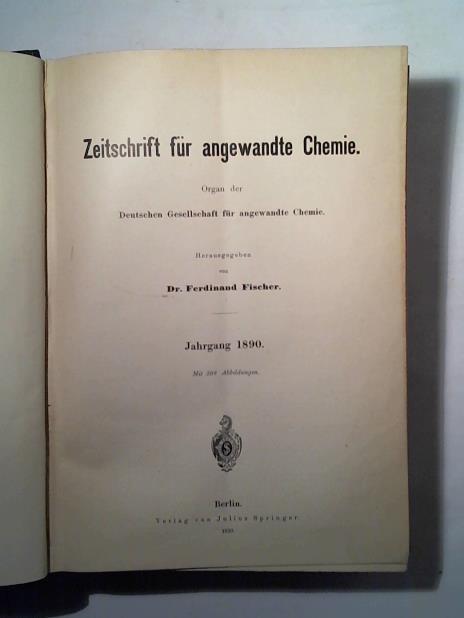 Zeitschrift für angewandte Chemie.
Organ der
Deutschen Gesellschaft für angewandte Chemie.
Herausgegeben
von
Dr. Ferdinand Fischer.
Jahrgang 1890.
Mit Abbildungen.
S
Berlin.
Verlag von Julius Springer.
1890.